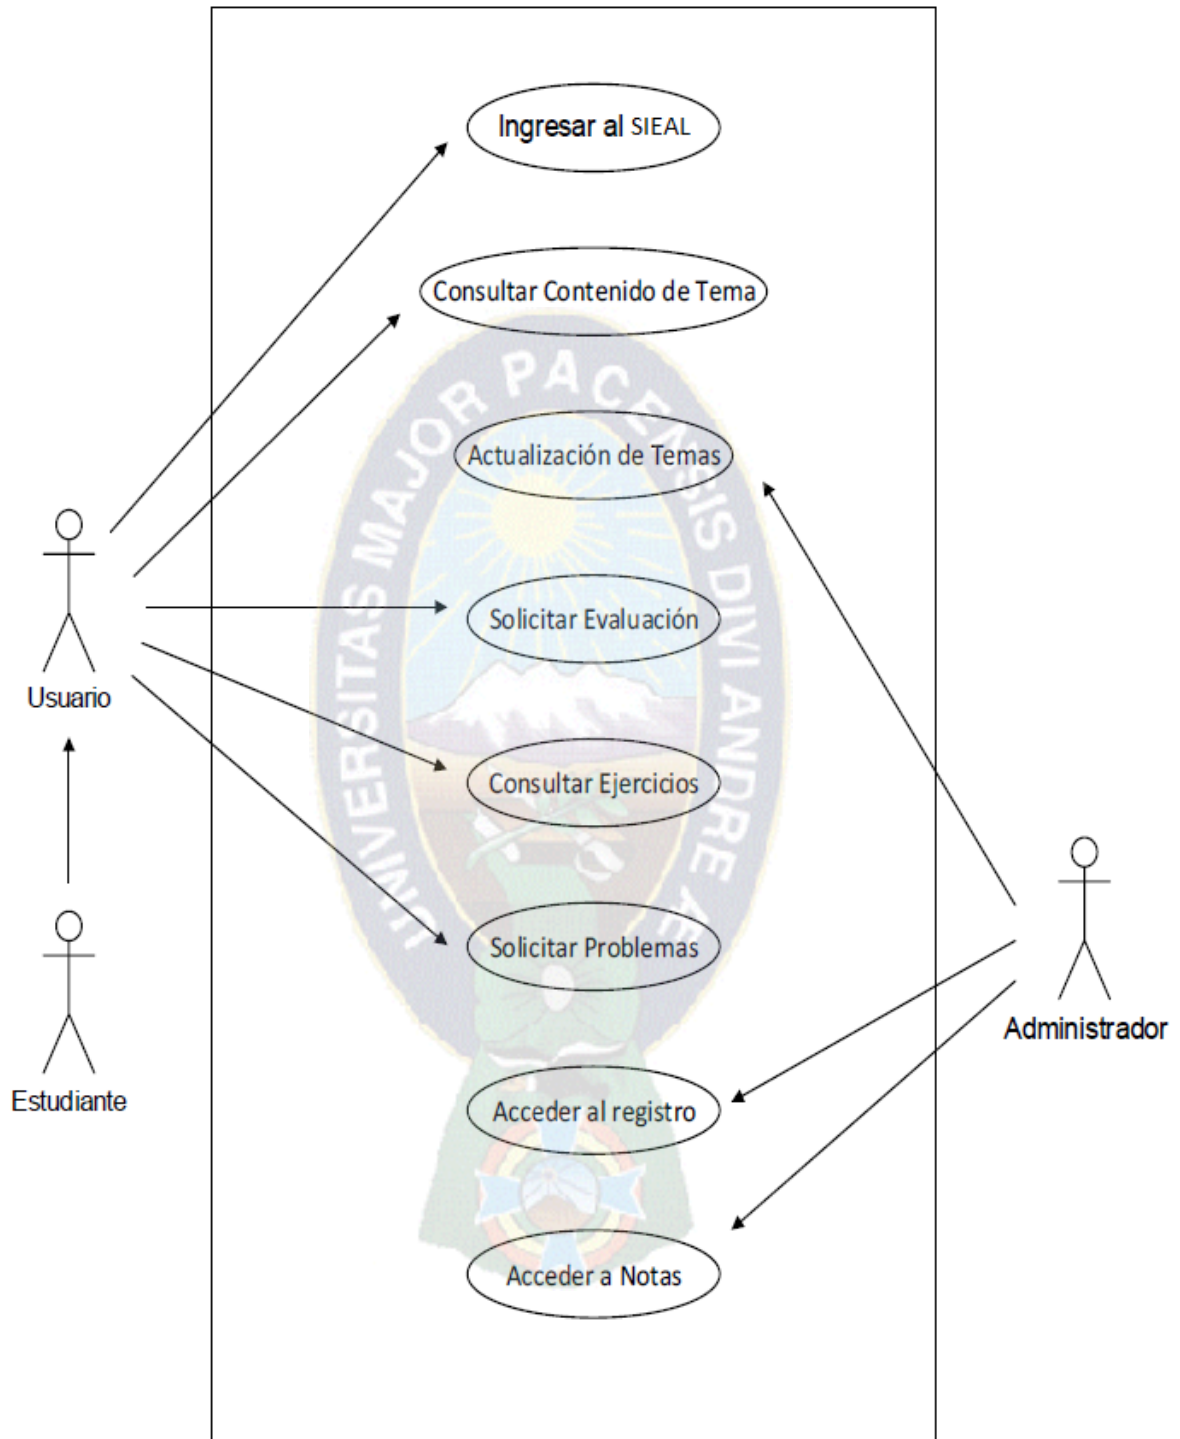 Ingresar al SIEAL
Consultar Contenido de Tema
UNIVERSITAS MAJOR PACENSIS DIVI ANDRE Æ
Actualización de Temas
Solicitar Evaluación
Usuario
Consultar Ejercicios
Solicitar Problemas
Administrador
Estudiante
Acceder al registro
Acceder a Notas